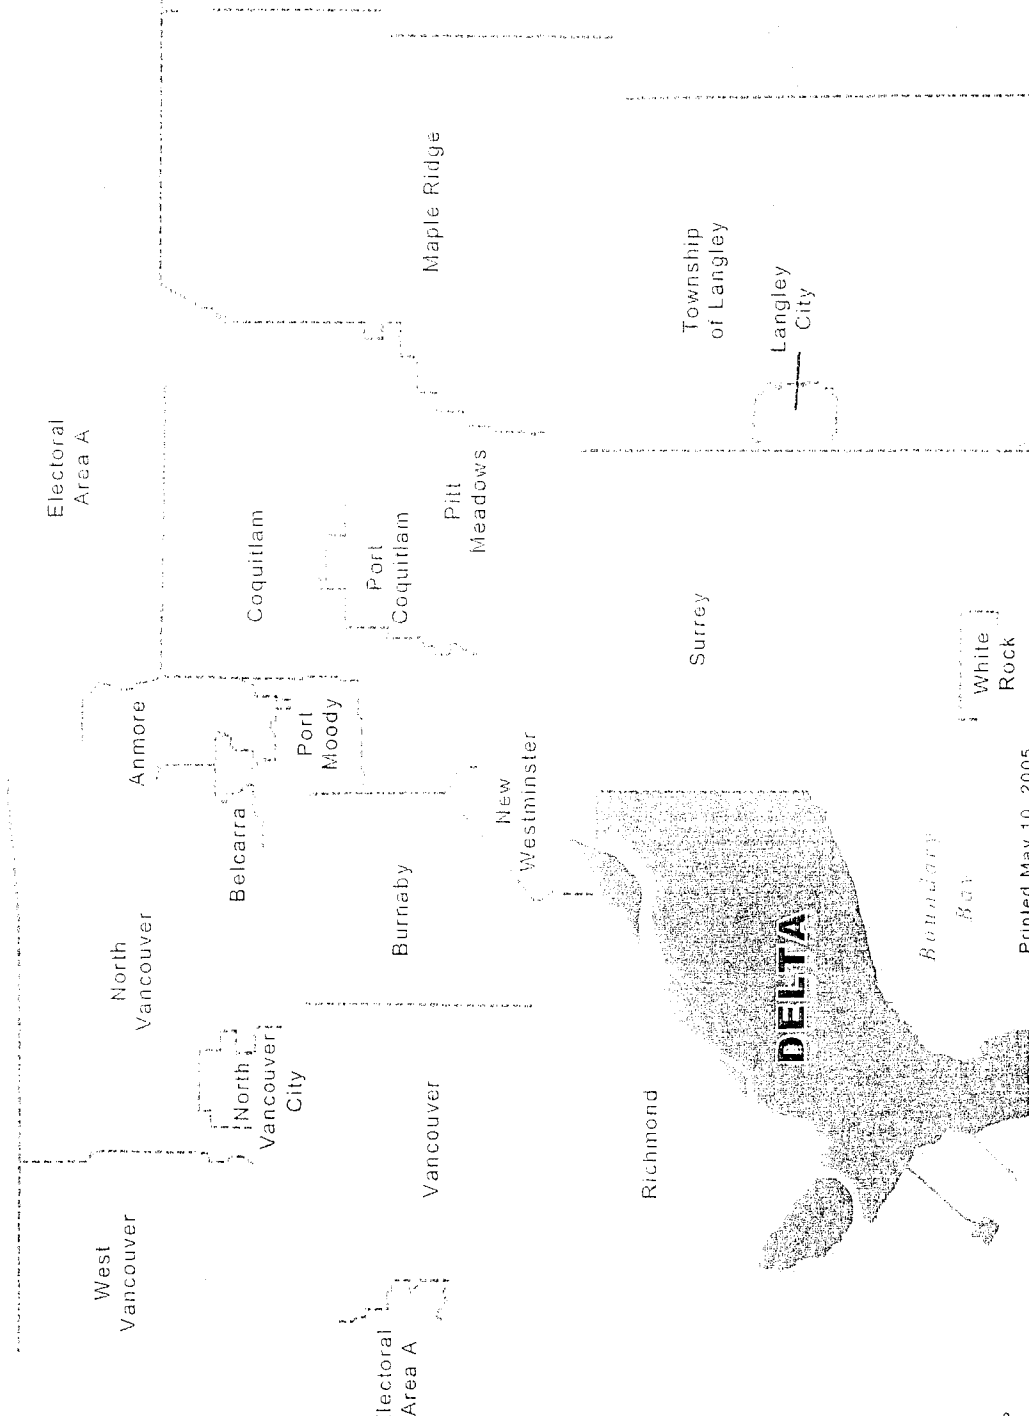 Electoral
Area A
West
Vancouver
North
Vancouver
Anmore
Belcarra
North
Vancouver
City
Coquitlam
Port
Moody
Port
Coquitlam
Maple Ridge
Pitt
Meadows
Electoral
Area A
Vancouver
Burnaby
New
Westminster
Richmond
Surrey
Township
of Langley
Langley
City
DELTA
Boundary
Bay
White
Rock
Printed May 10, 2005